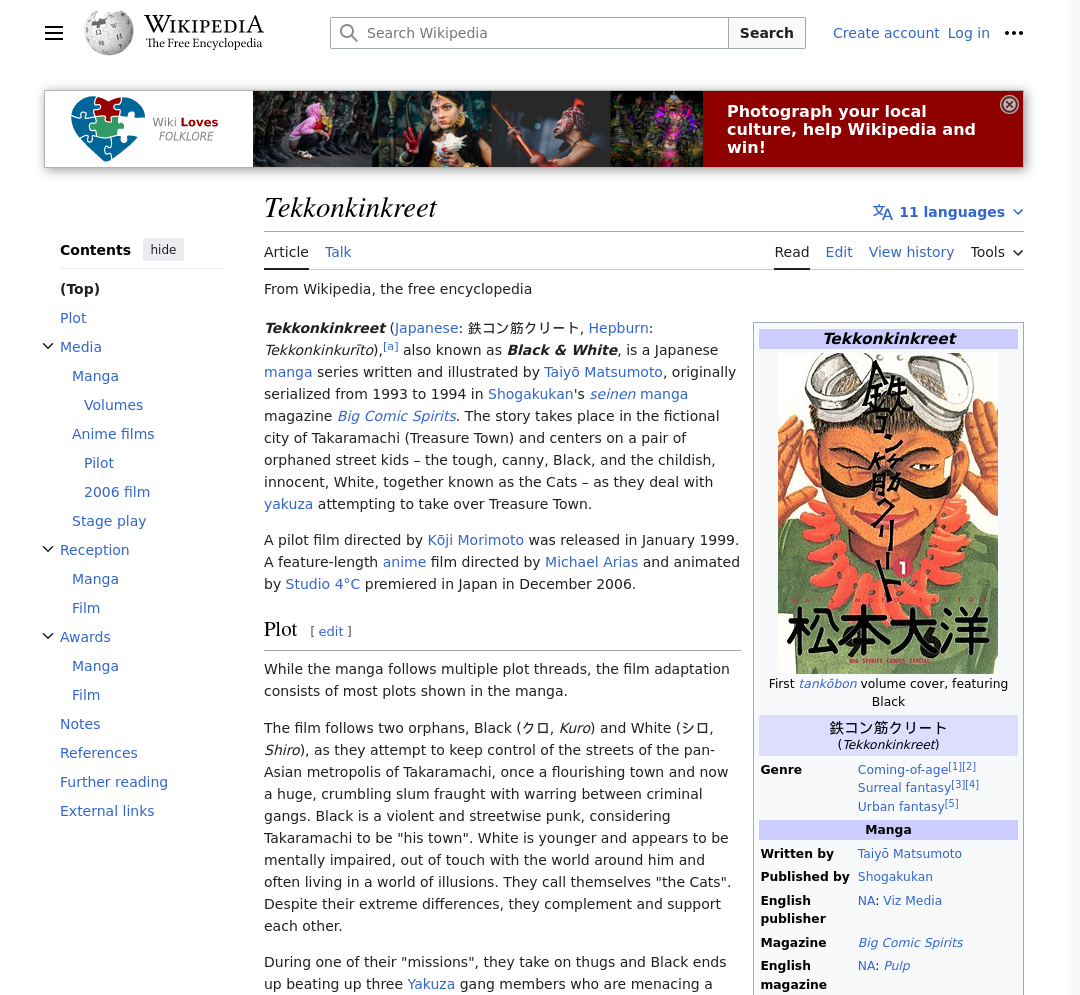 WIKIPEDIA
The Free Encyclopedia
Search Wikipedia
Search
Create account Log in
Wiki Loves
FOLKLORE
Photograph your local
culture, help Wikipedia and
win!
Tekkonkinkreet
11 languages
Contents hide
(Top)
Plot
Media
Manga
Volumes
Anime films
Pilot
2006 film
Stage play
Reception
Manga
Film
Awards
Manga
Film
Notes
References
Further reading
External links
Article Talk
Read Edit View history Tools
From Wikipedia, the free encyclopedia
Tekkonkinkreet (Japanese: 鉄コン筋クリート, Hepburn:
Tekkonkinkurīto),[a] also known as Black & White, is a Japanese
manga series written and illustrated by Taiyō Matsumoto, originally
serialized from 1993 to 1994 in Shogakukan's seinen manga
magazine Big Comic Spirits. The story takes place in the fictional
city of Takaramachi (Treasure Town) and centers on a pair of
orphaned street kids – the tough, canny, Black, and the childish,
innocent, White, together known as the Cats – as they deal with
yakuza attempting to take over Treasure Town.
A pilot film directed by Kōji Morimoto was released in January 1999.
A feature-length anime film directed by Michael Arias and animated
by Studio 4°C premiered in Japan in December 2006.
Plot [ edit ]
While the manga follows multiple plot threads, the film adaptation
consists of most plots shown in the manga.
The film follows two orphans, Black (クロ, Kuro) and White (シロ,
Shiro), as they attempt to keep control of the streets of the pan-
Asian metropolis of Takaramachi, once a flourishing town and now
a huge, crumbling slum fraught with warring between criminal
gangs. Black is a violent and streetwise punk, considering
Takaramachi to be "his town". White is younger and appears to be
mentally impaired, out of touch with the world around him and
often living in a world of illusions. They call themselves "the Cats".
Despite their extreme differences, they complement and support
each other.
During one of their "missions", they take on thugs and Black ends
up beating up three Yakuza gang members who are menacing a
Tekkonkinkreet
鉄コン筋クリート
1
TAIYO MATSUMOTO
松本大洋
BIG SPIRITS COMICS SPECIAL
First tankōbon volume cover, featuring
Black
鉄コン筋クリート
(Tekkonkinkreet)
Genre Coming-of-age[1][2]
Surreal fantasy[3][4]
Urban fantasy[5]
Manga
Written by Taiyō Matsumoto
Published by Shogakukan
English NA: Viz Media
publisher
Magazine Big Comic Spirits
English NA: Pulp
magazine